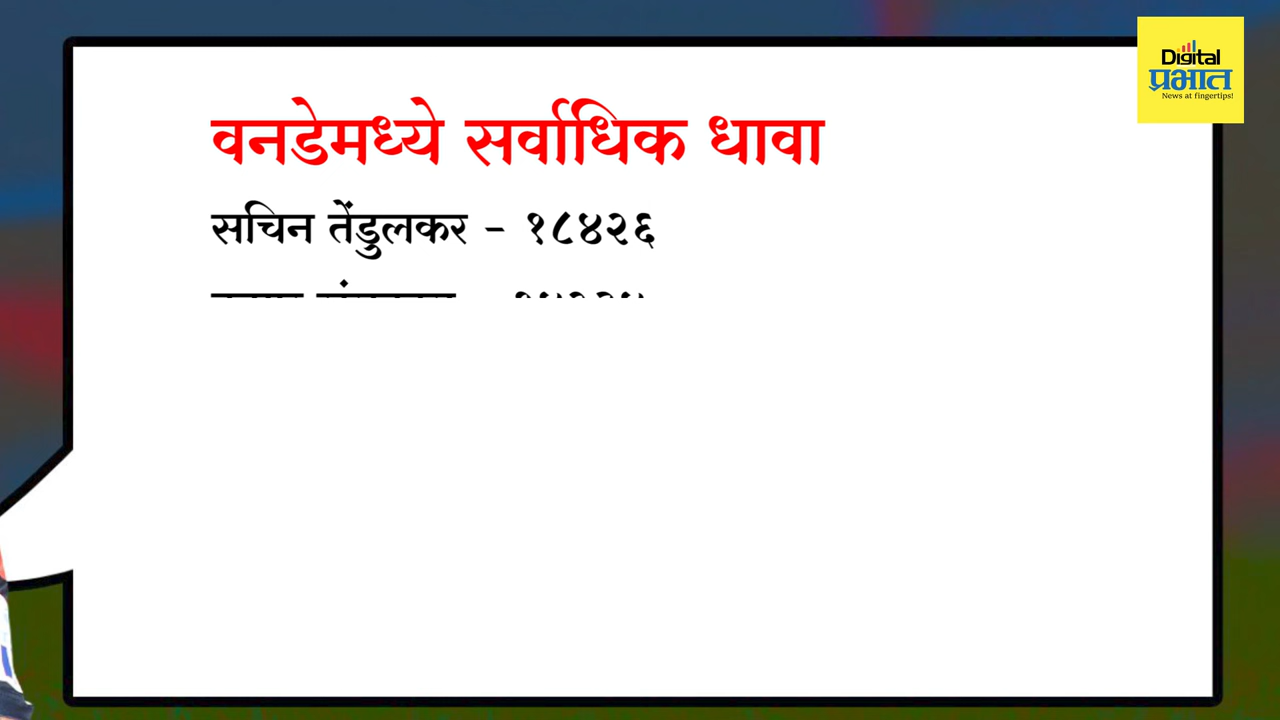 Digital
प्रभात
News at fingertips!
वनडेमध्ये सर्वाधिक धावा
सचिन तेंडुलकर - १८४२६